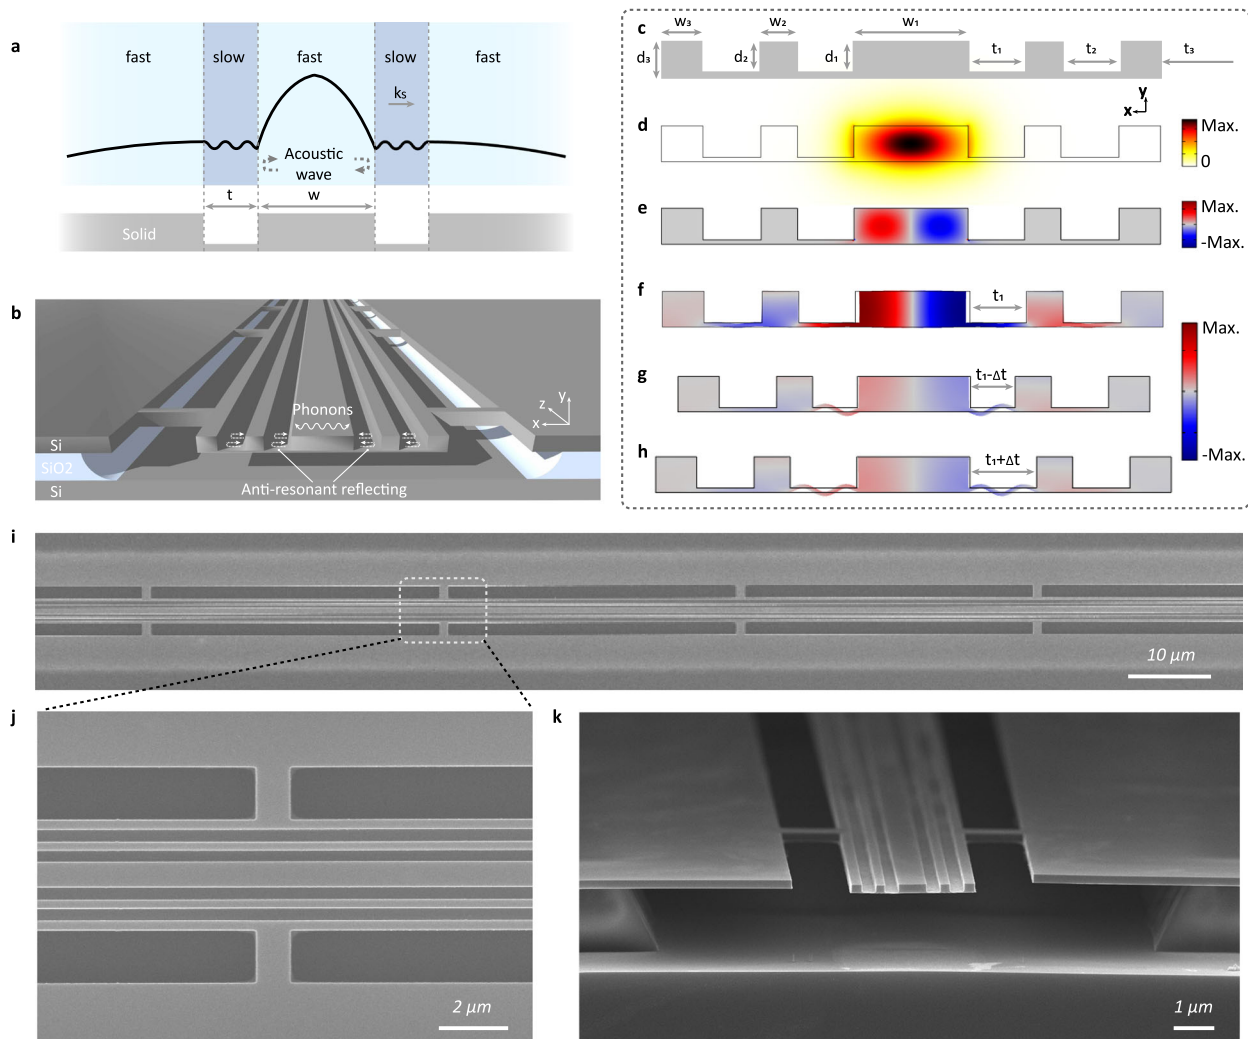 a
fast slow fast slow fast
kS
Acoustic
wave
t w
Solid
b
Phonons
y
z
x
Si
SiO2
Si
Anti-resonant reflecting
c
w₃ w₂ w₁
d₃ d₂ d₁ t₁ t₂ t₃
y
x
d
Max.
0
e
Max.
-Max.
f
t₁
Max.
g
t₁-Δt
h
t₁+Δt
-Max.
i
10 μm
j
2 μm
k
1 μm